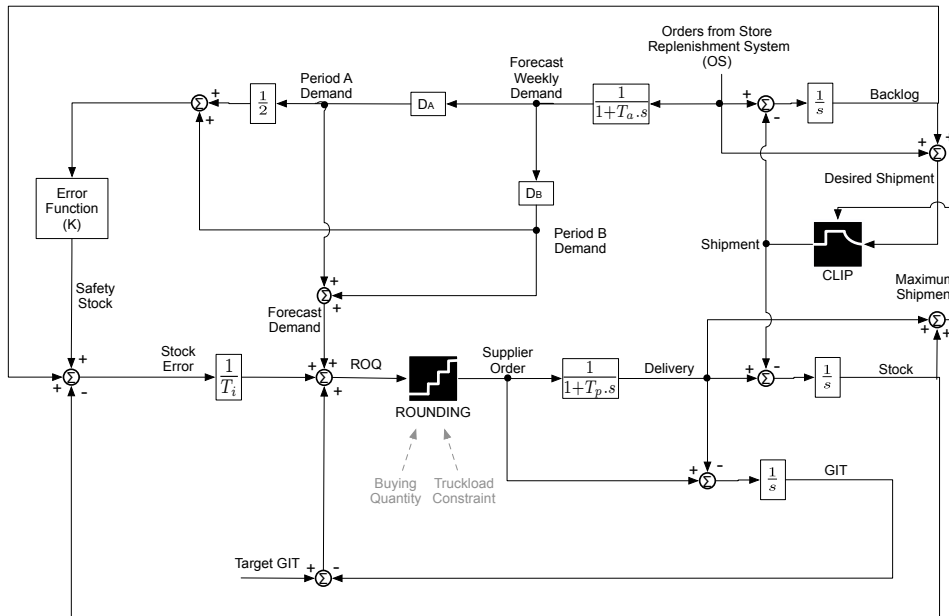 Orders from Store
Replenishment System
(OS)
Period A
Demand
Forecast
Weekly
Demand
+
+
1
2
DA
1
1+Ta.s
+
-
Σ
1
s
Backlog
Σ
-
+
Σ
Desired Shipment
Error
Function
(K)
DB
Period B
Demand
Shipment
CLIP
Safety
Stock
+
+
Σ
Forecast
Demand
Maximum
Shipment
+
+
Σ
+
+
-
Σ
Stock
Error
1
Ti
+
+
+
Σ
ROQ
ROUNDING
Supplier
Order
1
1+Tp.s
Delivery
+
-
Σ
1
s
Stock
Buying
Quantity
Truckload
Constraint
+
-
Σ
1
s
GIT
Target GIT
+
-
Σ